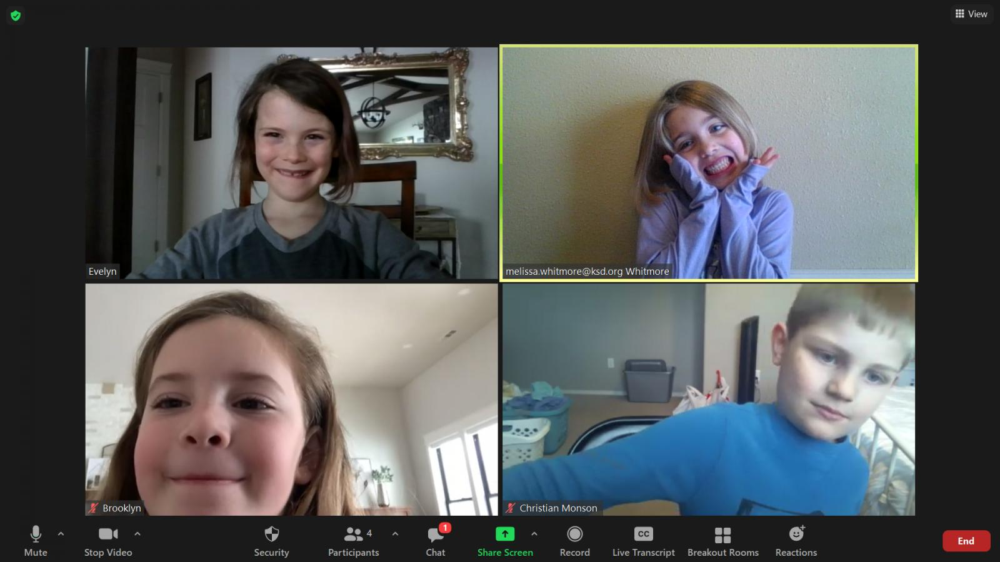 View
Evelyn
melissa.whitmore@ksd.org Whitmore
Brooklyn
Christian Monson
4
1
CC
Mute
Stop Video
Security
Participants
Chat
Share Screen
Record
Live Transcript
Breakout Rooms
Reactions
End